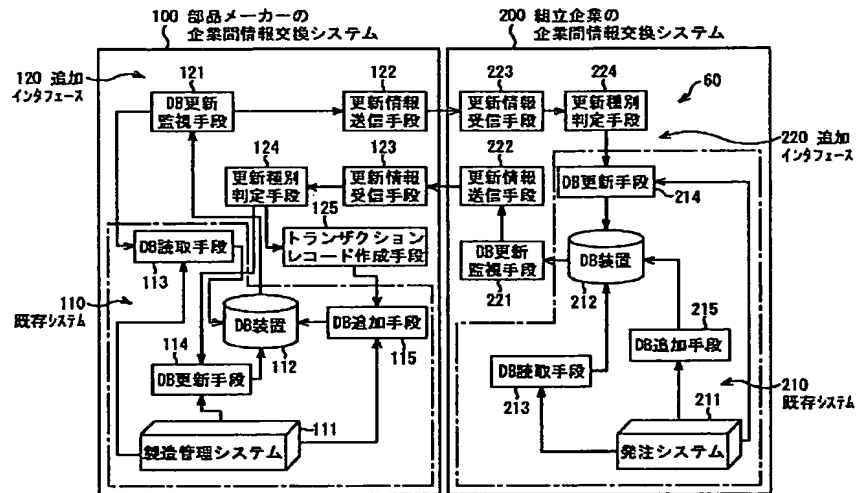 100 部品メーカーの
企業間情報交換システム
200 組立企業の
企業間情報交換システム
120 追加
インタフェース
121
DB更新
監視手段
122
更新情報
送信手段
223
更新情報
受信手段
224
更新種別
判定手段
60
220 追加
インタフェース
124
更新種別
判定手段
123
更新情報
受信手段
222
更新情報
送信手段
DB更新手段
214
125
トランザクション
レコード作成手段
DB読取手段
113
DB更新
監視手段
221
DB装置
212
110
既存システム
DB装置
112
DB追加手段
115
215
DB追加手段
114
DB更新手段
DB読取手段
213
210
既存システム
111
製造管理システム
211
発注システム